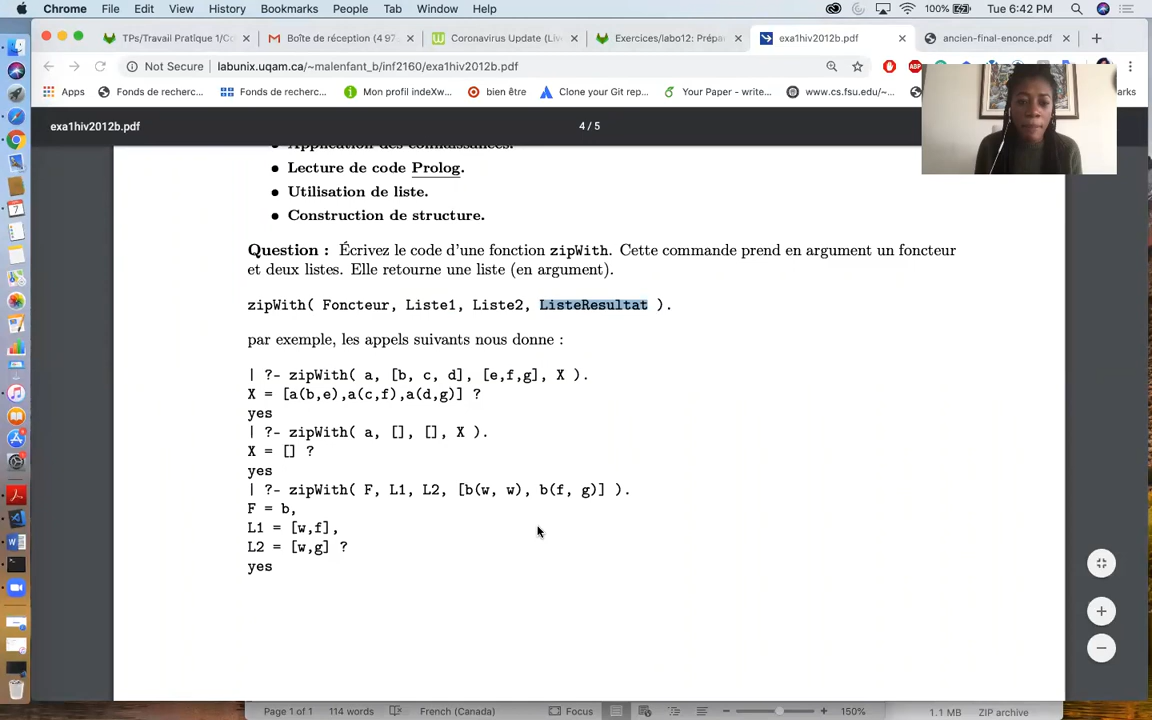 Chrome File Edit View History Bookmarks People Tab Window Help 100% Tue 6:42 PM
TPs/Travail Pratique 1/Co × Boîte de réception (4 97 × Coronavirus Update (Live × Exercices/labo12: Prépar × exa1hiv2012b.pdf × ancien-final-enonce.pdf × +
Not Secure labunix.uqam.ca/~malenfant_b/inf2160/exa1hiv2012b.pdf
Apps Fonds de recherc... Fonds de recherc... Mon profil indeXw... bien être Clone your Git rep... Your Paper - write... www.cs.fsu.edu/~...
exa1hiv2012b.pdf 4 / 5
• Application des connaissances.
• Lecture de code Prolog.
• Utilisation de liste.
• Construction de structure.
Question : Écrivez le code d'une fonction zipWith. Cette commande prend en argument un foncteur
et deux listes. Elle retourne une liste (en argument).
zipWith( Foncteur, Liste1, Liste2, ListeResultat ).
par exemple, les appels suivants nous donne :
| ?- zipWith( a, [b, c, d], [e,f,g], X ).
X = [a(b,e),a(c,f),a(d,g)] ?
yes
| ?- zipWith( a, [], [], X ).
X = [] ?
yes
| ?- zipWith( F, L1, L2, [b(w, w), b(f, g)] ).
F = b,
L1 = [w,f],
L2 = [w,g] ?
yes
Page 1 of 1 114 words French (Canada) Focus 150% 1.1 MB ZIP archive